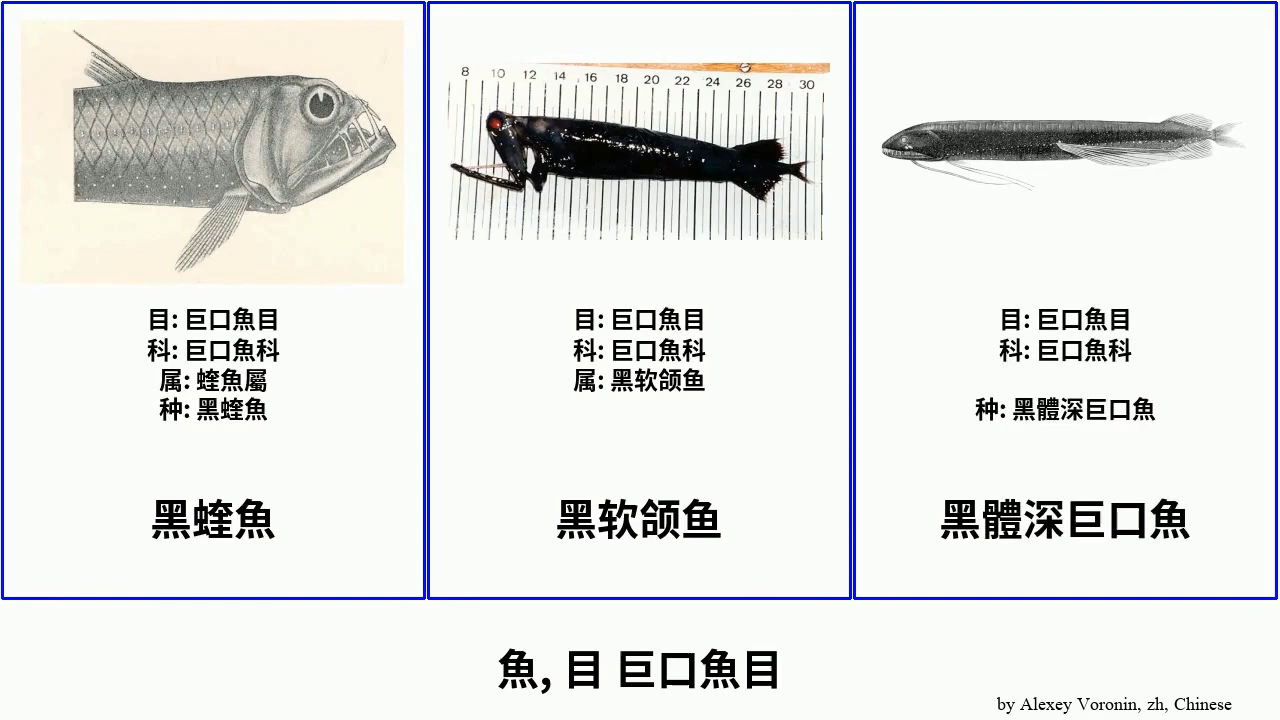 8 10 12 14 16 18 20 22 24 26 28 30
目: 巨口魚目
科: 巨口魚科
属: 蝰魚屬
种: 黑蝰魚
黑蝰魚
目: 巨口魚目
科: 巨口魚科
属: 黑软颌鱼
黑软颌鱼
目: 巨口魚目
科: 巨口魚科
种: 黑體深巨口魚
黑體深巨口魚
魚, 目 巨口魚目
by Alexey Voronin, zh, Chinese